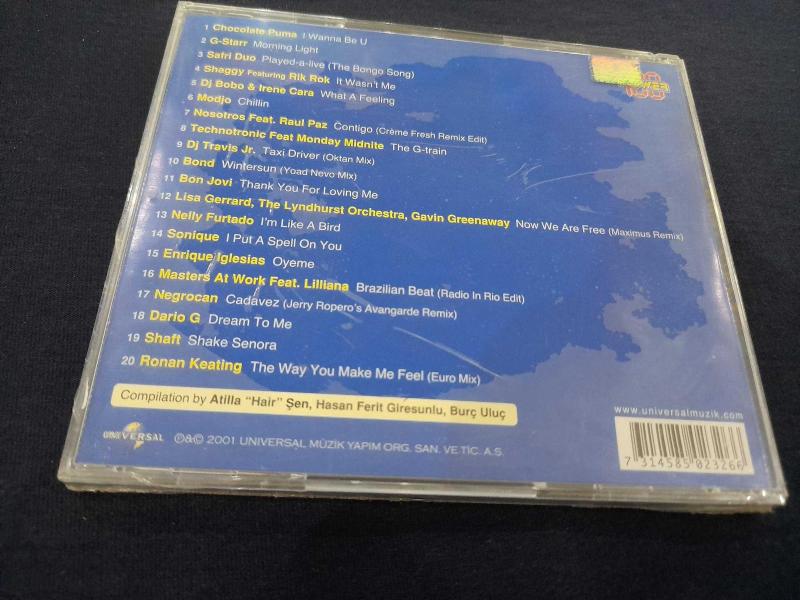 1 Chocolate Puma I Wanna Be U
2 G-Starr Morning Light
3 Safri Duo Played-a-live (The Bongo Song)
4 Shaggy Featuring Rik Rok It Wasn't Me
5 Dj Bobo & Irene Cara What A Feeling
6 Modjo Chillin
7 Nosotros Feat. Raul Paz Contigo (Crème Fresh Remix Edit)
8 Technotronic Feat Monday Midnite The G-train
9 Dj Travis Jr. Taxi Driver (Oktan Mix)
10 Bond Wintersun (Yoad Nevo Mix)
11 Bon Jovi Thank You For Loving Me
12 Lisa Gerrard, The Lyndhurst Orchestra, Gavin Greenaway Now We Are Free (Maximus Remix)
13 Nelly Furtado I'm Like A Bird
14 Sonique I Put A Spell On You
15 Enrique Iglesias Oyeme
16 Masters At Work Feat. Lilliana Brazilian Beat (Radio In Rio Edit)
17 Negrocan Cadavez (Jerry Ropero's Avangarde Remix)
18 Dario G Dream To Me
19 Shaft Shake Senora
20 Ronan Keating The Way You Make Me Feel (Euro Mix)
Compilation by Atilla "Hair" Şen, Hasan Ferit Giresunlu, Burç Uluç
www.universalmuzik.com
UNIVERSAL ℗&© 2001 UNIVERSAL MÜZİK YAPIM ORG. SAN. VE TİC. A.S.
7 314585 023266